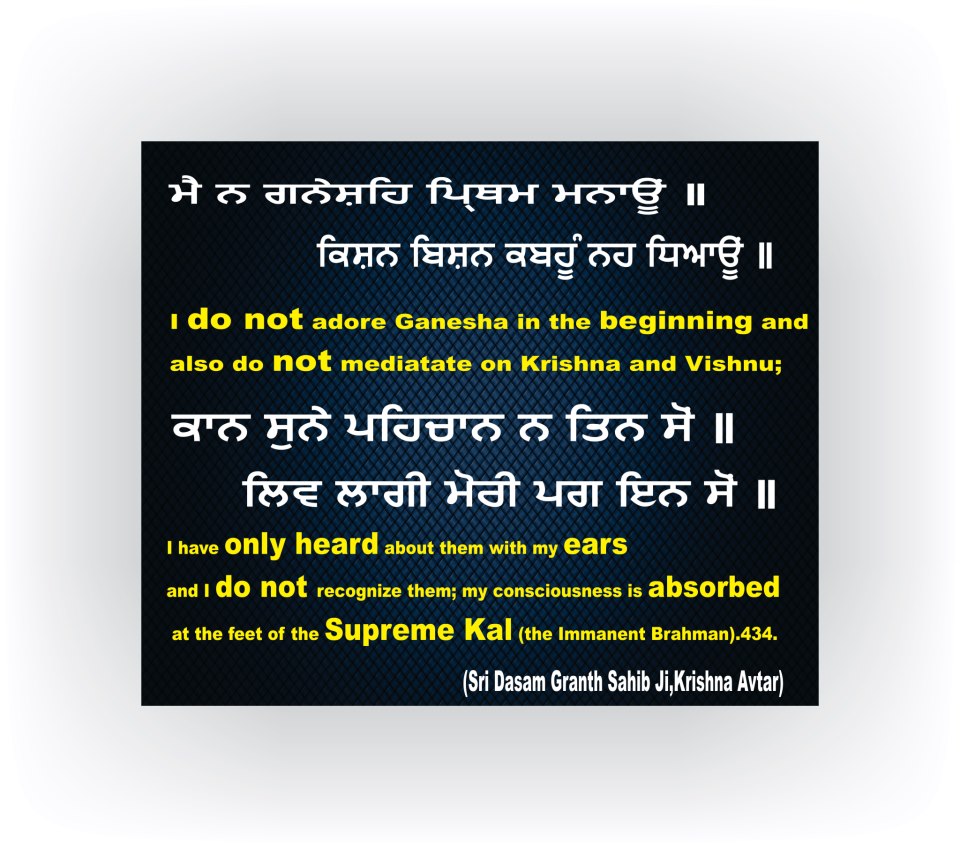 ਮੈ ਨ ਗਨੇਸ਼ਹਿ ਪ੍ਰਿਥਮ ਮਨਾਊਂ ॥
ਕਿਸ਼ਨ ਬਿਸ਼ਨ ਕਬਹੂੰ ਨਹ ਧਿਆਊਂ ॥
I do not adore Ganesha in the beginning and
also do not mediatate on Krishna and Vishnu;
ਕਾਨ ਸੁਨੇ ਪਹਿਚਾਨ ਨ ਤਿਨ ਸੋਂ ॥
ਲਿਵ ਲਾਗੀ ਮੋਰੀ ਪਗ ਇਨ ਸੋਂ ॥
I have only heard about them with my ears
and I do not recognize them; my consciousness is absorbed
at the feet of the Supreme Kal (the Immanent Brahman).434.
(Sri Dasam Granth Sahib Ji,Krishna Avtar)